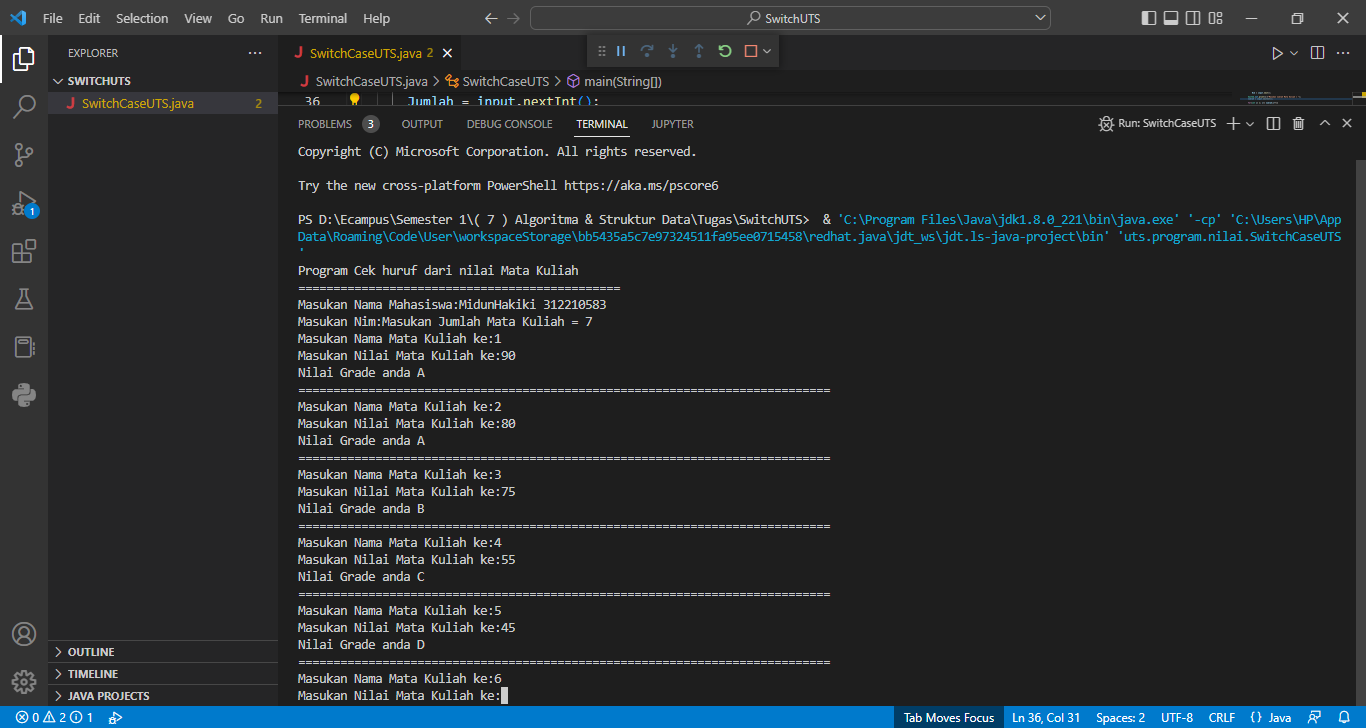 File Edit Selection View Go Run Terminal Help
SwitchUTS
EXPLORER
SWITCHUTS
SwitchCaseUTS.java 2
SwitchCaseUTS.java 2
SwitchCaseUTS.java > SwitchCaseUTS > main(String[])
36 Jumlah = input.nextInt();
PROBLEMS 3 OUTPUT DEBUG CONSOLE TERMINAL JUPYTER
Run: SwitchCaseUTS
Copyright (C) Microsoft Corporation. All rights reserved.
Try the new cross-platform PowerShell https://aka.ms/pscore6
PS D:\Ecampus\Semester 1\( 7 ) Algoritma & Struktur Data\Tugas\SwitchUTS>  & 'C:\Program Files\Java\jdk1.8.0_221\bin\java.exe' '-cp' 'C:\Users\HP\App
Data\Roaming\Code\User\workspaceStorage\bb5435a5c7e97324511fa95ee0715458\redhat.java\jdt_ws\jdt.ls-java-project\bin' 'uts.program.nilai.SwitchCaseUTS
'
Program Cek huruf dari nilai Mata Kuliah
==============================================
Masukan Nama Mahasiswa:MidunHakiki 312210583
Masukan Nim:Masukan Jumlah Mata Kuliah = 7
Masukan Nama Mata Kuliah ke:1
Masukan Nilai Mata Kuliah ke:90
Nilai Grade anda A
============================================================================
Masukan Nama Mata Kuliah ke:2
Masukan Nilai Mata Kuliah ke:80
Nilai Grade anda A
============================================================================
Masukan Nama Mata Kuliah ke:3
Masukan Nilai Mata Kuliah ke:75
Nilai Grade anda B
============================================================================
Masukan Nama Mata Kuliah ke:4
Masukan Nilai Mata Kuliah ke:55
Nilai Grade anda C
============================================================================
Masukan Nama Mata Kuliah ke:5
Masukan Nilai Mata Kuliah ke:45
Nilai Grade anda D
============================================================================
Masukan Nama Mata Kuliah ke:6
Masukan Nilai Mata Kuliah ke:
1
OUTLINE
TIMELINE
JAVA PROJECTS
0 2 1
Tab Moves Focus Ln 36, Col 31 Spaces: 2 UTF-8 CRLF {} Java